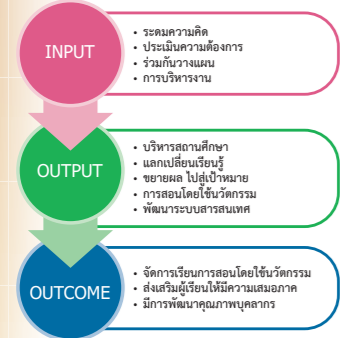 INPUT
• ระดมความคิด
• ประเมินความต้องการ
• ร่วมกันวางแผน
• การบริหารงาน
OUTPUT
• บริหารสถานศึกษา
• แลกเปลี่ยนเรียนรู้
• ขยายผล ไปสู่เป้าหมาย
• การสอนโดยใช้นวัตกรรม
• พัฒนาระบบสารสนเทศ
OUTCOME
• จัดการเรียนการสอนโดยใช้นวัตกรรม
• ส่งเสริมผู้เรียนให้มีความเสมอภาค
• มีการพัฒนาคุณภาพบุคลากร